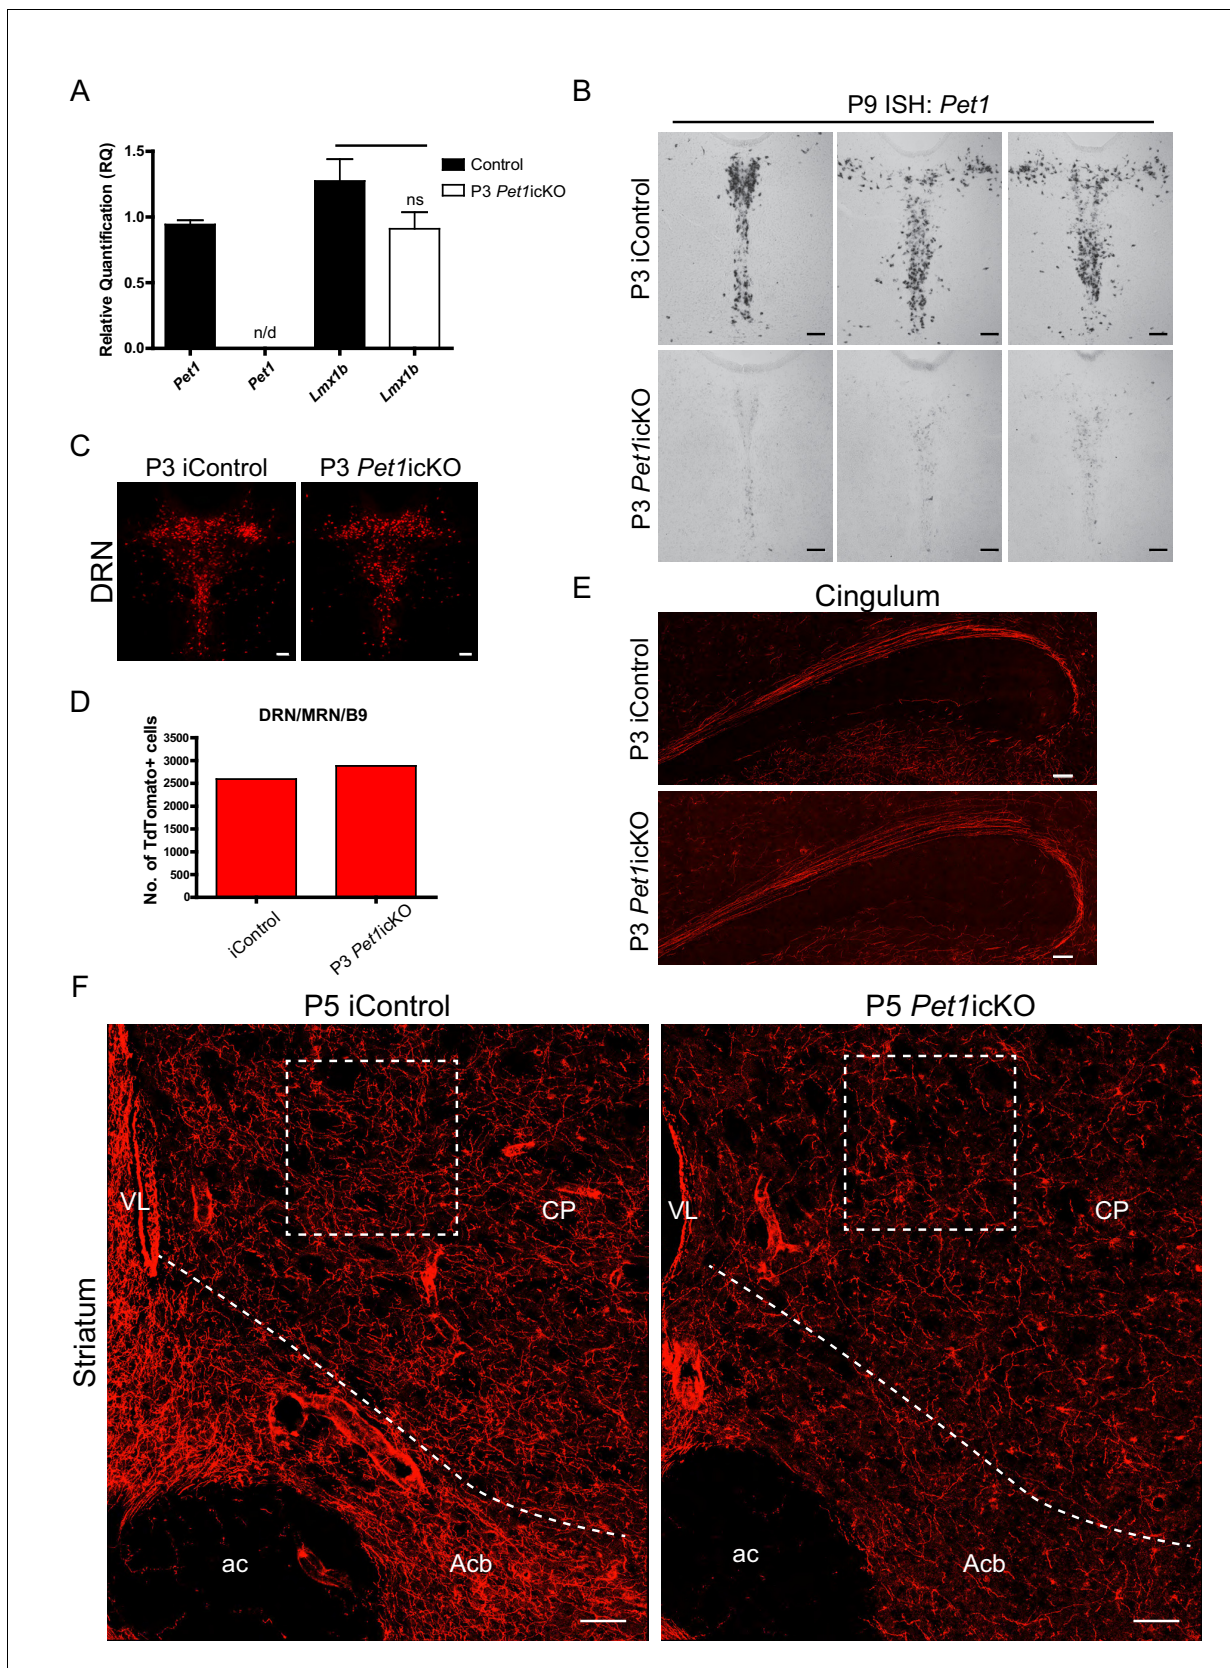 A
Relative Quantification (RQ)
1.5
1.0
0.5
0.0
n/d
ns
Control
P3 Pet1icKO
Pet1
Pet1
Lmx1b
Lmx1b
B
P9 ISH: Pet1
P3 iControl
P3 Pet1icKO
C
P3 iControl
P3 Pet1icKO
DRN
D
DRN/MRN/B9
No. of TdTomato+ cells
3500
3000
2500
2000
1500
1000
500
0
iControl
P3 Pet1icKO
E
Cingulum
P3 iControl
P3 Pet1icKO
F
P5 iControl
P5 Pet1icKO
Striatum
VL
CP
ac
Acb
VL
CP
ac
Acb